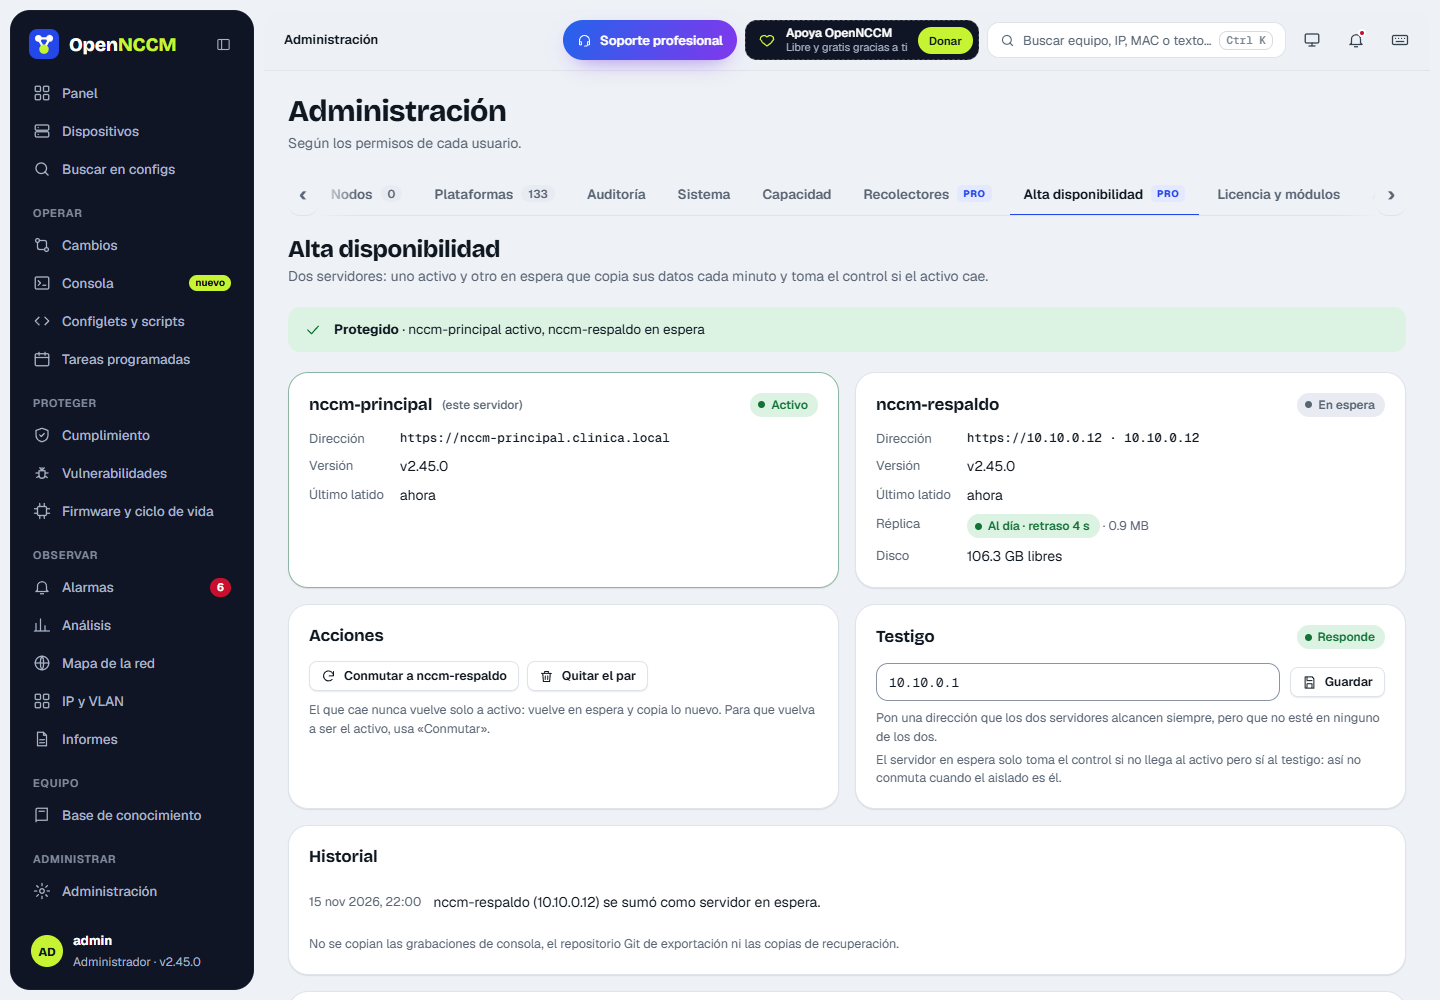 OpenNCCM
Panel
Dispositivos
Buscar en configs
OPERAR
Cambios
Consola nuevo
Configlets y scripts
Tareas programadas
PROTEGER
Cumplimiento
Vulnerabilidades
Firmware y ciclo de vida
OBSERVAR
Alarmas 6
Análisis
Mapa de la red
IP y VLAN
Informes
EQUIPO
Base de conocimiento
ADMINISTRAR
Administración
AD admin
Administrador · v2.45.0
Administración
Soporte profesional
Apoya OpenNCCM
Libre y gratis gracias a ti
Donar
Buscar equipo, IP, MAC o texto... Ctrl K
Administración
Según los permisos de cada usuario.
‹ Nodos 0 Plataformas 133 Auditoría Sistema Capacidad Recolectores PRO Alta disponibilidad PRO Licencia y módulos ›
Alta disponibilidad
Dos servidores: uno activo y otro en espera que copia sus datos cada minuto y toma el control si el activo cae.
Protegido · nccm-principal activo, nccm-respaldo en espera
nccm-principal (este servidor) Activo
Dirección https://nccm-principal.clinica.local
Versión v2.45.0
Último latido ahora
nccm-respaldo En espera
Dirección https://10.10.0.12 · 10.10.0.12
Versión v2.45.0
Último latido ahora
Réplica Al día · retraso 4 s · 0.9 MB
Disco 106.3 GB libres
Acciones
Conmutar a nccm-respaldo Quitar el par
El que cae nunca vuelve solo a activo: vuelve en espera y copia lo nuevo. Para que vuelva
a ser el activo, usa «Conmutar».
Testigo Responde
10.10.0.1 Guardar
Pon una dirección que los dos servidores alcancen siempre, pero que no esté en ninguno
de los dos.
El servidor en espera solo toma el control si no llega al activo pero sí al testigo: así no
conmuta cuando el aislado es él.
Historial
15 nov 2026, 22:00 nccm-respaldo (10.10.0.12) se sumó como servidor en espera.
No se copian las grabaciones de consola, el repositorio Git de exportación ni las copias de recuperación.